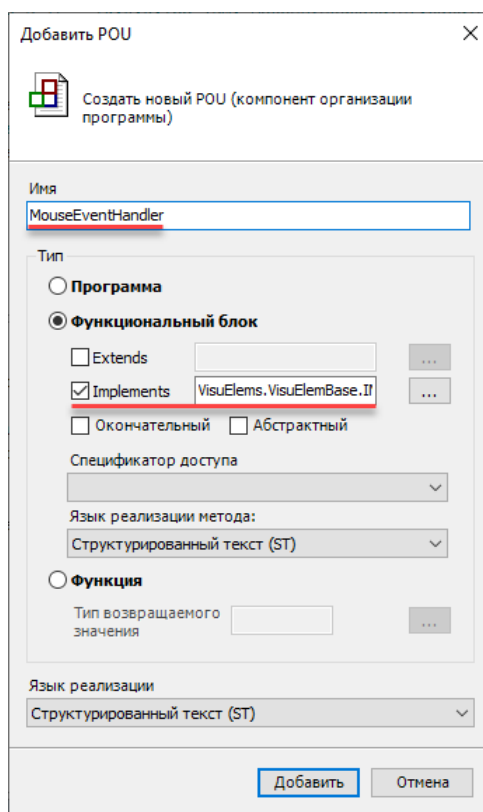 Добавить POU
Создать новый POU (компонент организации
программы)
Имя
MouseEventHandler
Тип
Программа
Функциональный блок
Extends
...
Implements
VisuElems.VisuElemBase.II
...
Окончательный
Абстрактный
Спецификатор доступа
Язык реализации метода:
Структурированный текст (ST)
Функция
Тип возвращаемого
значения
...
Язык реализации
Структурированный текст (ST)
Добавить
Отмена